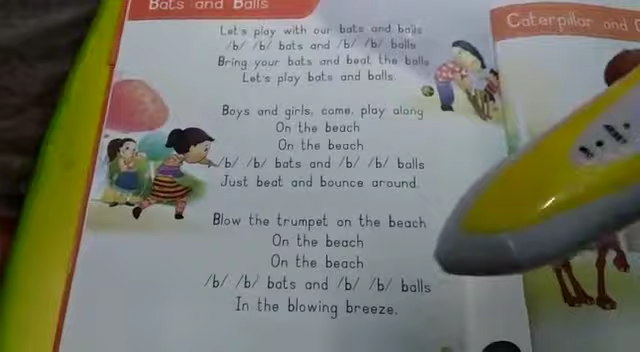 Bats and Balls
Let's play with our bats and balls
/b/ /b/ bats and /b/ /b/ balls
Bring your bats and beat the balls
Let's play bats and balls.
Boys and girls, come, play along
On the beach
On the beach
/b/ /b/ bats and /b/ /b/ balls
Just beat and bounce around.
Blow the trumpet on the beach
On the beach
On the beach
/b/ /b/ bats and /b/ /b/ balls
In the blowing breeze.
Caterpillar and